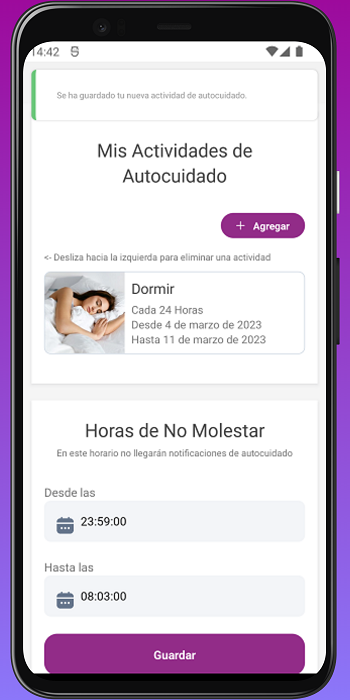 14:42
Se ha guardado tu nueva actividad de autocuidado.
Mis Actividades de
Autocuidado
+ Agregar
<- Desliza hacia la izquierda para eliminar una actividad
Dormir
Cada 24 Horas
Desde 4 de marzo de 2023
Hasta 11 de marzo de 2023
Horas de No Molestar
En este horario no llegarán notificaciones de autocuidado
Desde las
23:59:00
Hasta las
08:03:00
Guardar